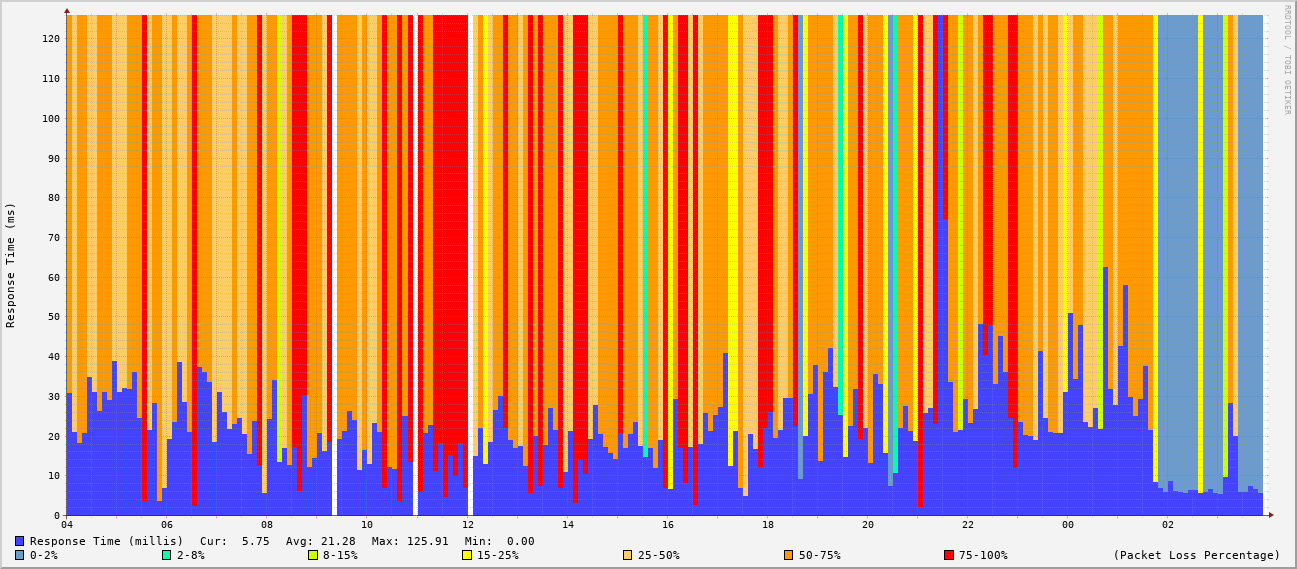 RRDTOOL / TOBI OETIKER
Response Time (ms)
120
110
100
90
80
70
60
50
40
30
20
10
0
04 06 08 10 12 14 16 18 20 22 00 02
Response Time (millis) Cur: 5.75 Avg: 21.28 Max: 125.91 Min: 0.00
0-2% 2-8% 8-15% 15-25% 25-50% 50-75% 75-100% (Packet Loss Percentage)